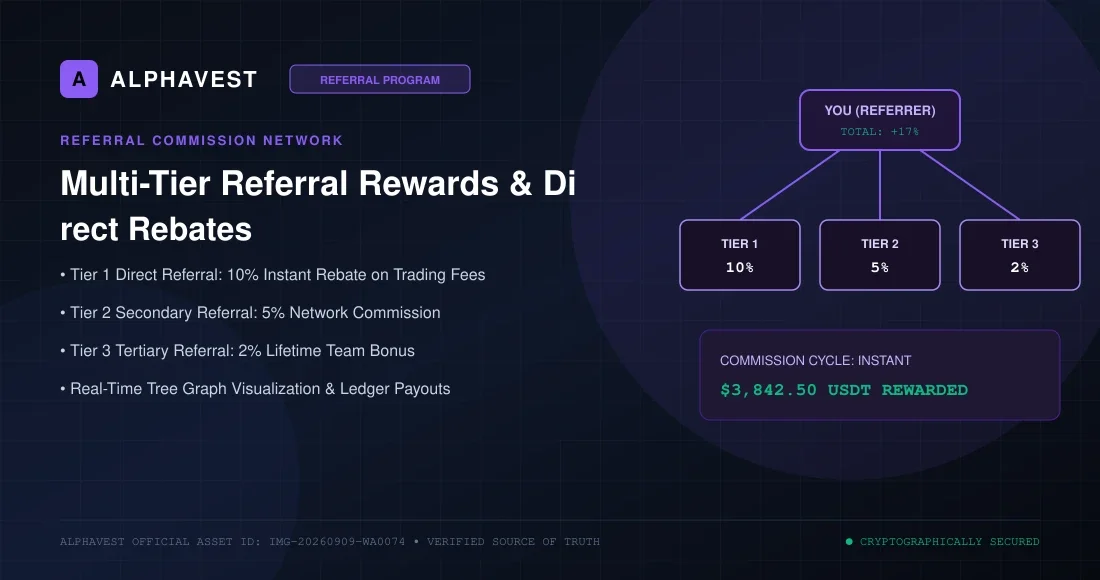 A ALPHAVEST REFERRAL PROGRAM
REFERRAL COMMISSION NETWORK
Multi-Tier Referral Rewards & Di
rect Rebates
• Tier 1 Direct Referral: 10% Instant Rebate on Trading Fees
• Tier 2 Secondary Referral: 5% Network Commission
• Tier 3 Tertiary Referral: 2% Lifetime Team Bonus
• Real-Time Tree Graph Visualization & Ledger Payouts
YOU (REFERRER)
TOTAL: +17%
TIER 1
10%
TIER 2
5%
TIER 3
2%
COMMISSION CYCLE: INSTANT
$3,842.50 USDT REWARDED
ALPHAVEST OFFICIAL ASSET ID: IMG-20260909-WA0074 • VERIFIED SOURCE OF TRUTH
● CRYPTOGRAPHICALLY SECURED